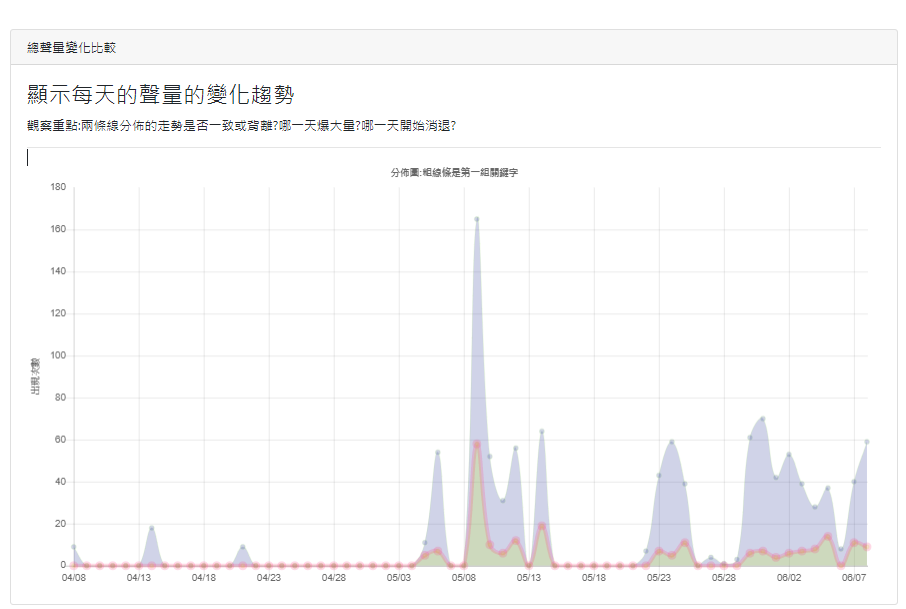 總聲量變化比較
顯示每天的聲量的變化趨勢
觀察重點:兩條線分佈的走勢是否一致或背離?哪一天爆大量?哪一天開始消退?
分佈圖:粗線條是第一組關鍵字
180
160
140
120
100
80
60
40
20
0
出現次數
04/08 04/13 04/18 04/23 04/28 05/03 05/08 05/13 05/18 05/23 05/28 06/02 06/07